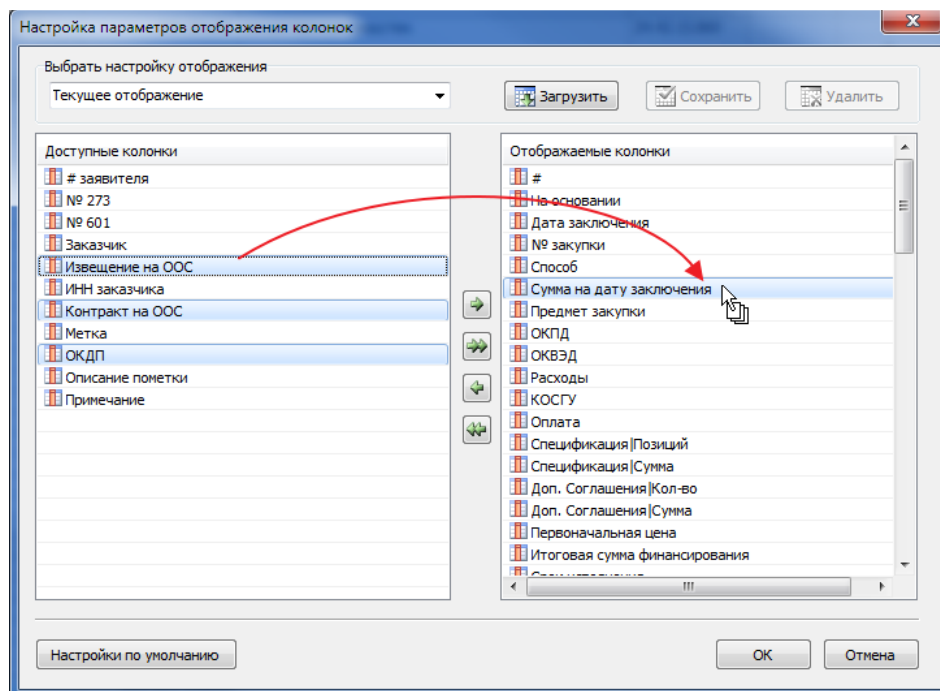 Настройка параметров отображения колонок
Выбрать настройку отображения
Текущее отображение
Загрузить
Сохранить
Удалить
Доступные колонки
# заявителя
№ 273
№ 601
Заказчик
Извещение на ООС
ИНН заказчика
Контракт на ООС
Метка
ОКДП
Описание пометки
Примечание
Отображаемые колонки
#
На основании
Дата заключения
№ закупки
Способ
Сумма на дату заключения
Предмет закупки
ОКПД
ОКВЭД
Расходы
КОСГУ
Оплата
Спецификация|Позиций
Спецификация|Сумма
Доп. Соглашения|Кол-во
Доп. Соглашения|Сумма
Первоначальная цена
Итоговая сумма финансирования
Настройки по умолчанию
ОК
Отмена